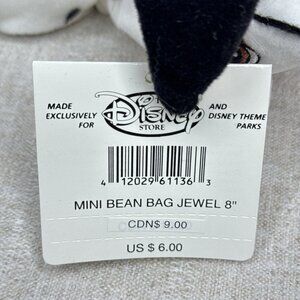 MADE EXCLUSIVELY FOR
THE Disney STORE
AND DISNEY THEME PARKS
4 12029 61136 3
MINI BEAN BAG JEWEL 8"
CDN$ 9.00
US $ 6.00